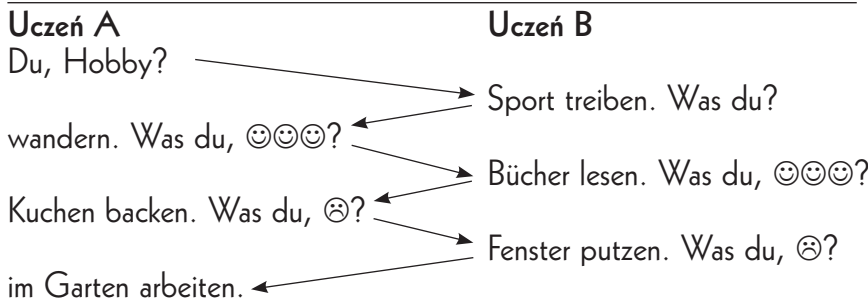 Uczeń A
Uczeń B
Du, Hobby?
Sport treiben. Was du?
wandern. Was du, ☺☺☺?
Bücher lesen. Was du, ☺☺☺?
Kuchen backen. Was du, ☹?
Fenster putzen. Was du, ☹?
im Garten arbeiten.